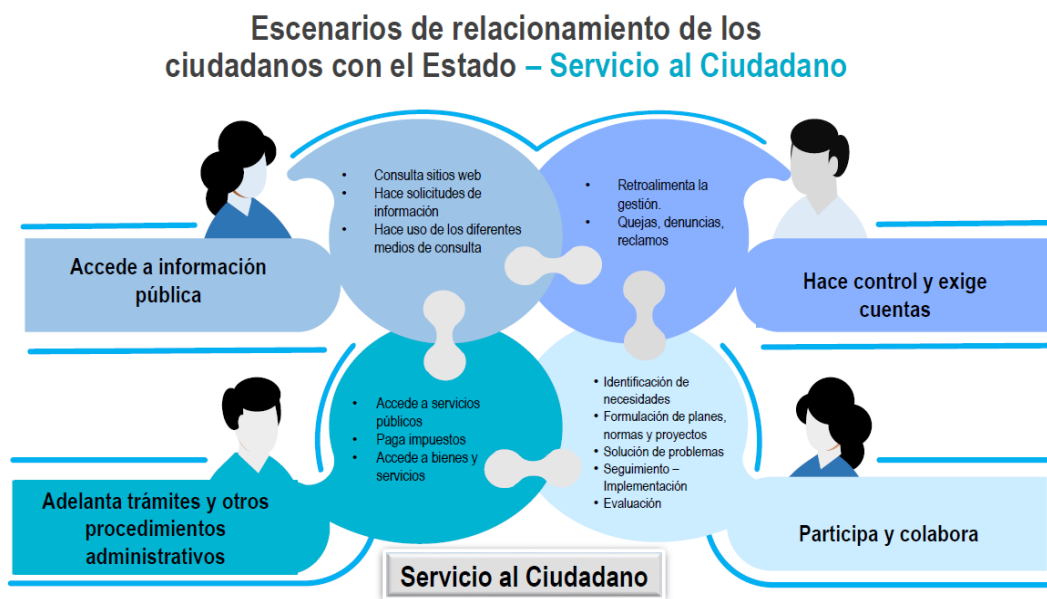 Escenarios de relacionamiento de los
ciudadanos con el Estado – Servicio al Ciudadano
• Consulta sitios web
• Hace solicitudes de
información
• Hace uso de los diferentes
medios de consulta
• Retroalimenta la
gestión.
• Quejas, denuncias,
reclamos
Accede a información
pública
Hace control y exige
cuentas
• Accede a servicios
públicos
• Paga impuestos
• Accede a bienes y
servicios
• Identificación de
necesidades
• Formulación de planes,
normas y proyectos
• Solución de problemas
• Seguimiento –
Implementación
• Evaluación
Adelanta trámites y otros
procedimientos
administrativos
Participa y colabora
Servicio al Ciudadano